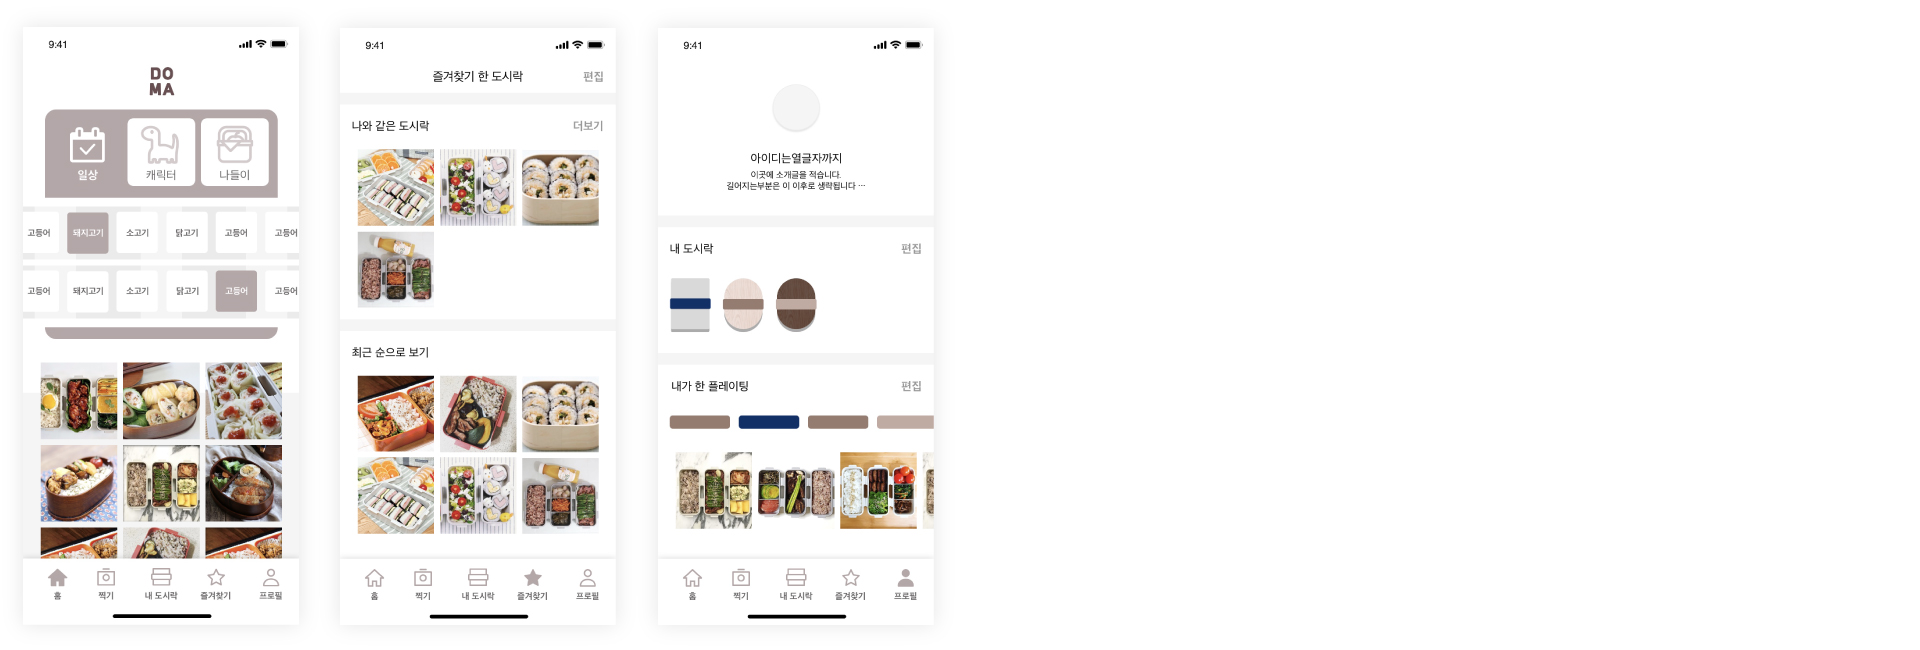 9:41
DO
MA
일상
캐릭터
나들이
고등어
돼지고기
소고기
닭고기
고등어
고등어
고등어
돼지고기
소고기
닭고기
고등어
고등어
홈
찍기
내 도시락
즐겨찾기
프로필
9:41
즐겨찾기 한 도시락
편집
나와 같은 도시락
더보기
최근 순으로 보기
홈
찍기
내 도시락
즐겨찾기
프로필
9:41
아이디는열글자까지
이곳에 소개글을 적습니다.
길어지는부분은 이 이후로 생략됩니다 ···
내 도시락
편집
내가 한 플레이팅
편집
홈
찍기
내 도시락
즐겨찾기
프로필